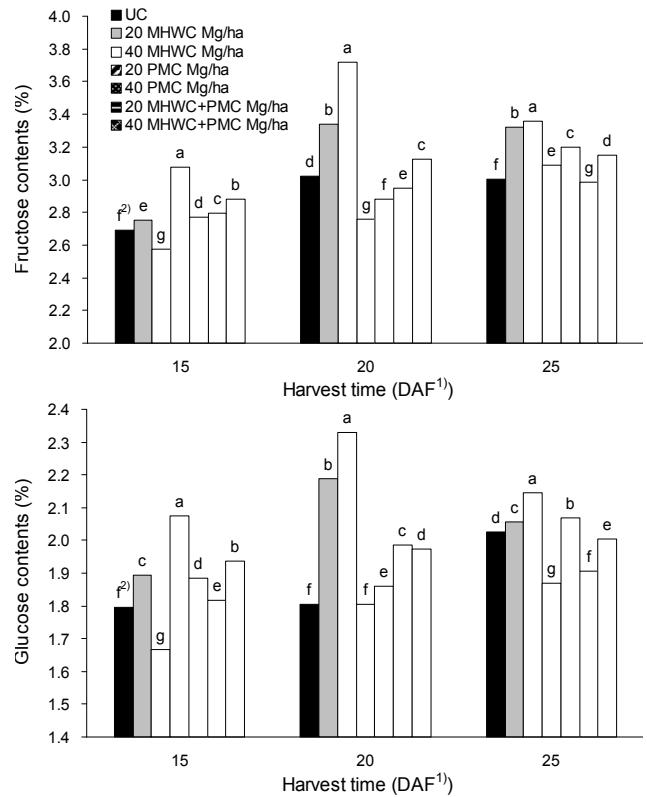 UC
20 MHWC Mg/ha
40 MHWC Mg/ha
20 PMC Mg/ha
40 PMC Mg/ha
20 MHWC+PMC Mg/ha
40 MHWC+PMC Mg/ha
Fructose contents (%)
4.0
3.8
3.6
3.4
3.2
3.0
2.8
2.6
2.4
2.2
2.0
f2) e g a d c b
d b a g f e c
f b a e c g d
15 20 25
Harvest time (DAF1))
Glucose contents (%)
2.4
2.3
2.2
2.1
2.0
1.9
1.8
1.7
1.6
1.5
1.4
f2) c g a d e b
f b a f e c d
d c a g b f e
15 20 25
Harvest time (DAF1))